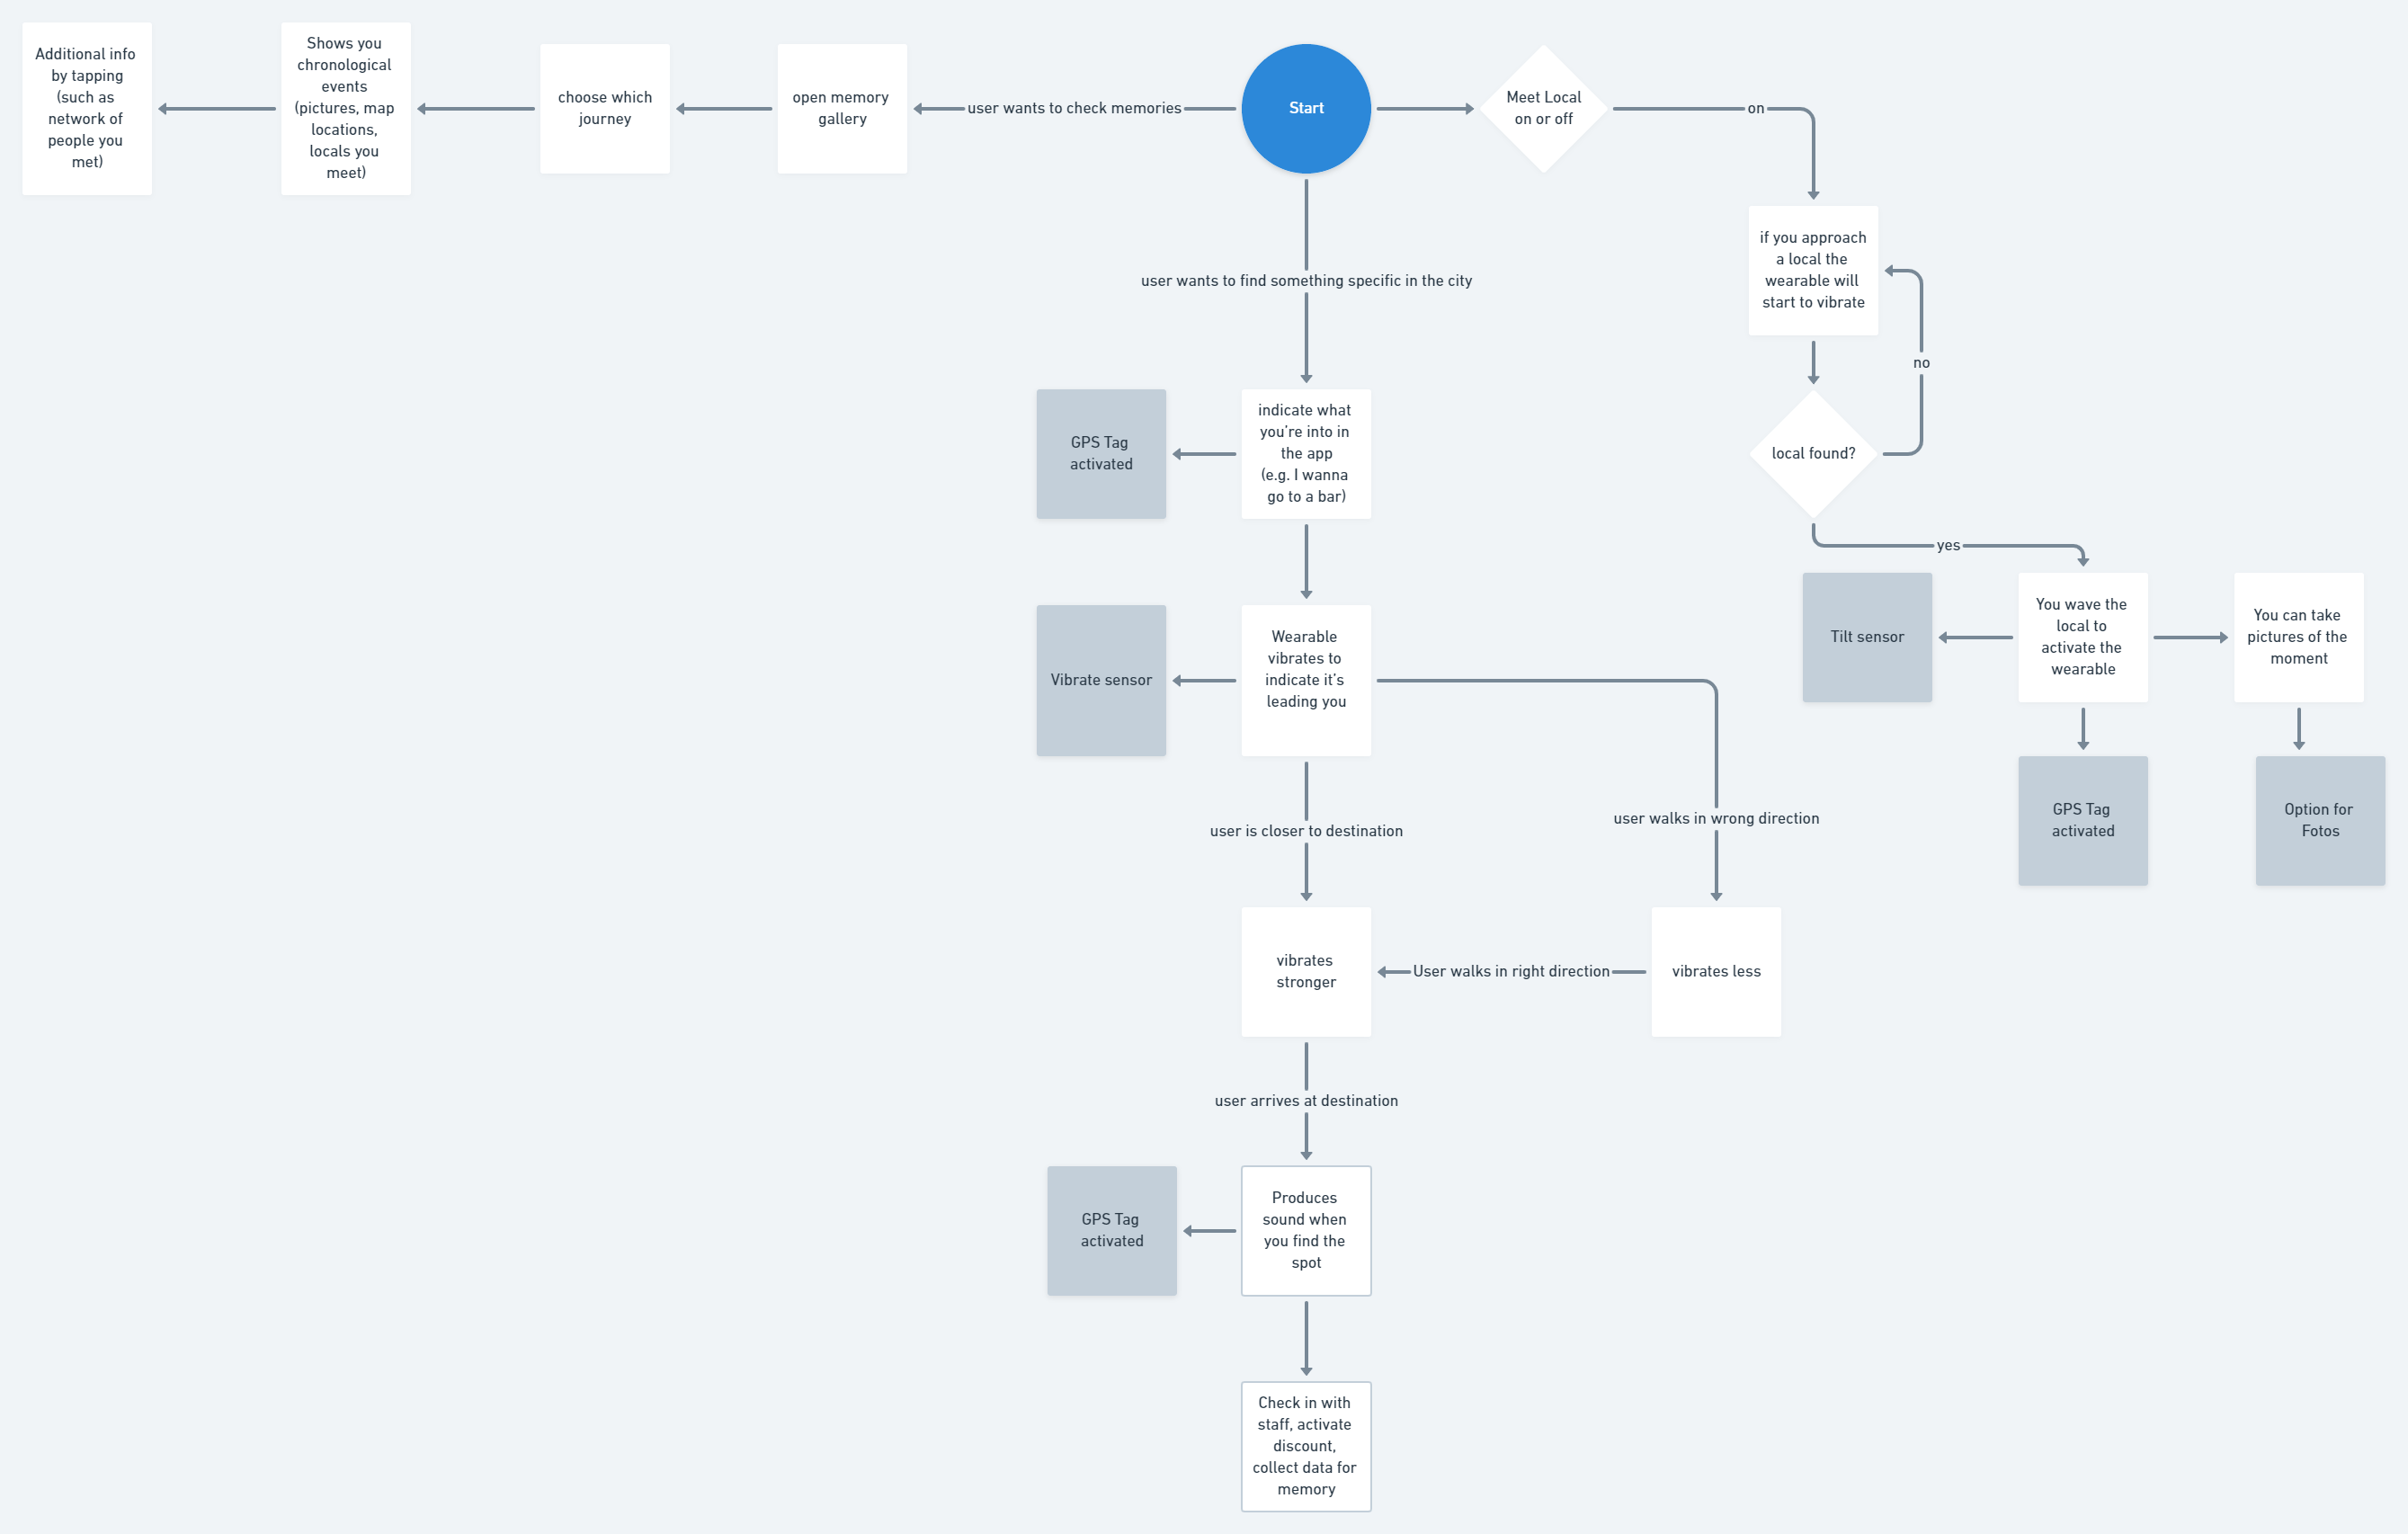 Additional info
by tapping
(such as
network of
people you
met)
Shows you
chronological
events
(pictures, map
locations,
locals you
meet)
choose which
journey
open memory
gallery
user wants to check memories
Start
Meet Local
on or off
on
if you approach
a local the
wearable will
start to vibrate
no
local found?
yes
user wants to find something specific in the city
GPS Tag
activated
indicate what
you're into in
the app
(e.g. I wanna
go to a bar)
Tilt sensor
You wave the
local to
activate the
wearable
You can take
pictures of the
moment
Vibrate sensor
Wearable
vibrates to
indicate it's
leading you
GPS Tag
activated
Option for
Fotos
user is closer to destination
user walks in wrong direction
vibrates
stronger
User walks in right direction
vibrates less
user arrives at destination
GPS Tag
activated
Produces
sound when
you find the
spot
Check in with
staff, activate
discount,
collect data for
memory